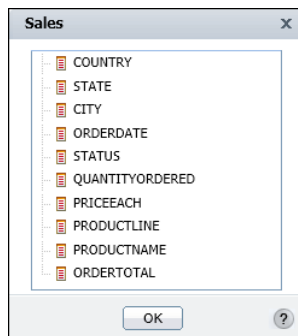 Sales
x
COUNTRY
STATE
CITY
ORDERDATE
STATUS
QUANTITYORDERED
PRICEEACH
PRODUCTLINE
PRODUCTNAME
ORDERTOTAL
OK
?